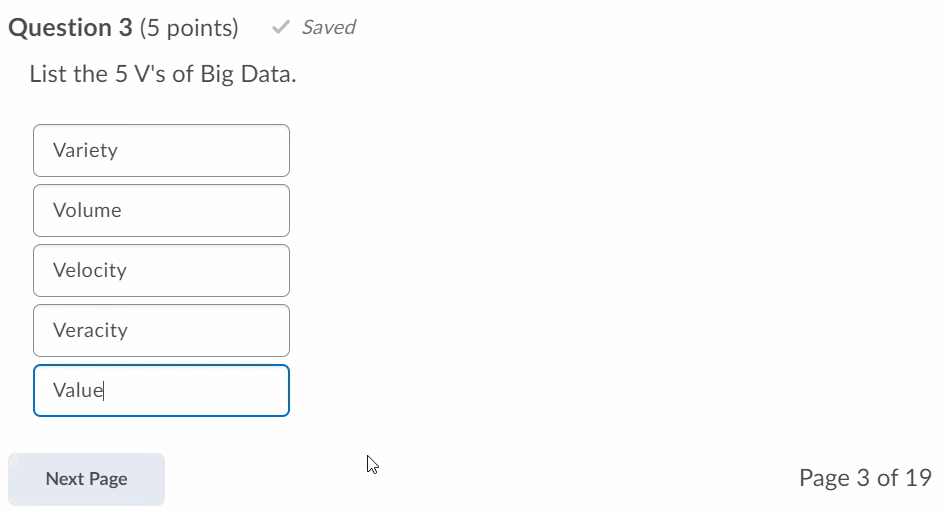 Question 3 (5 points) Saved
List the 5 V's of Big Data.
Variety
Volume
Velocity
Veracity
Value
Next Page
Page 3 of 19